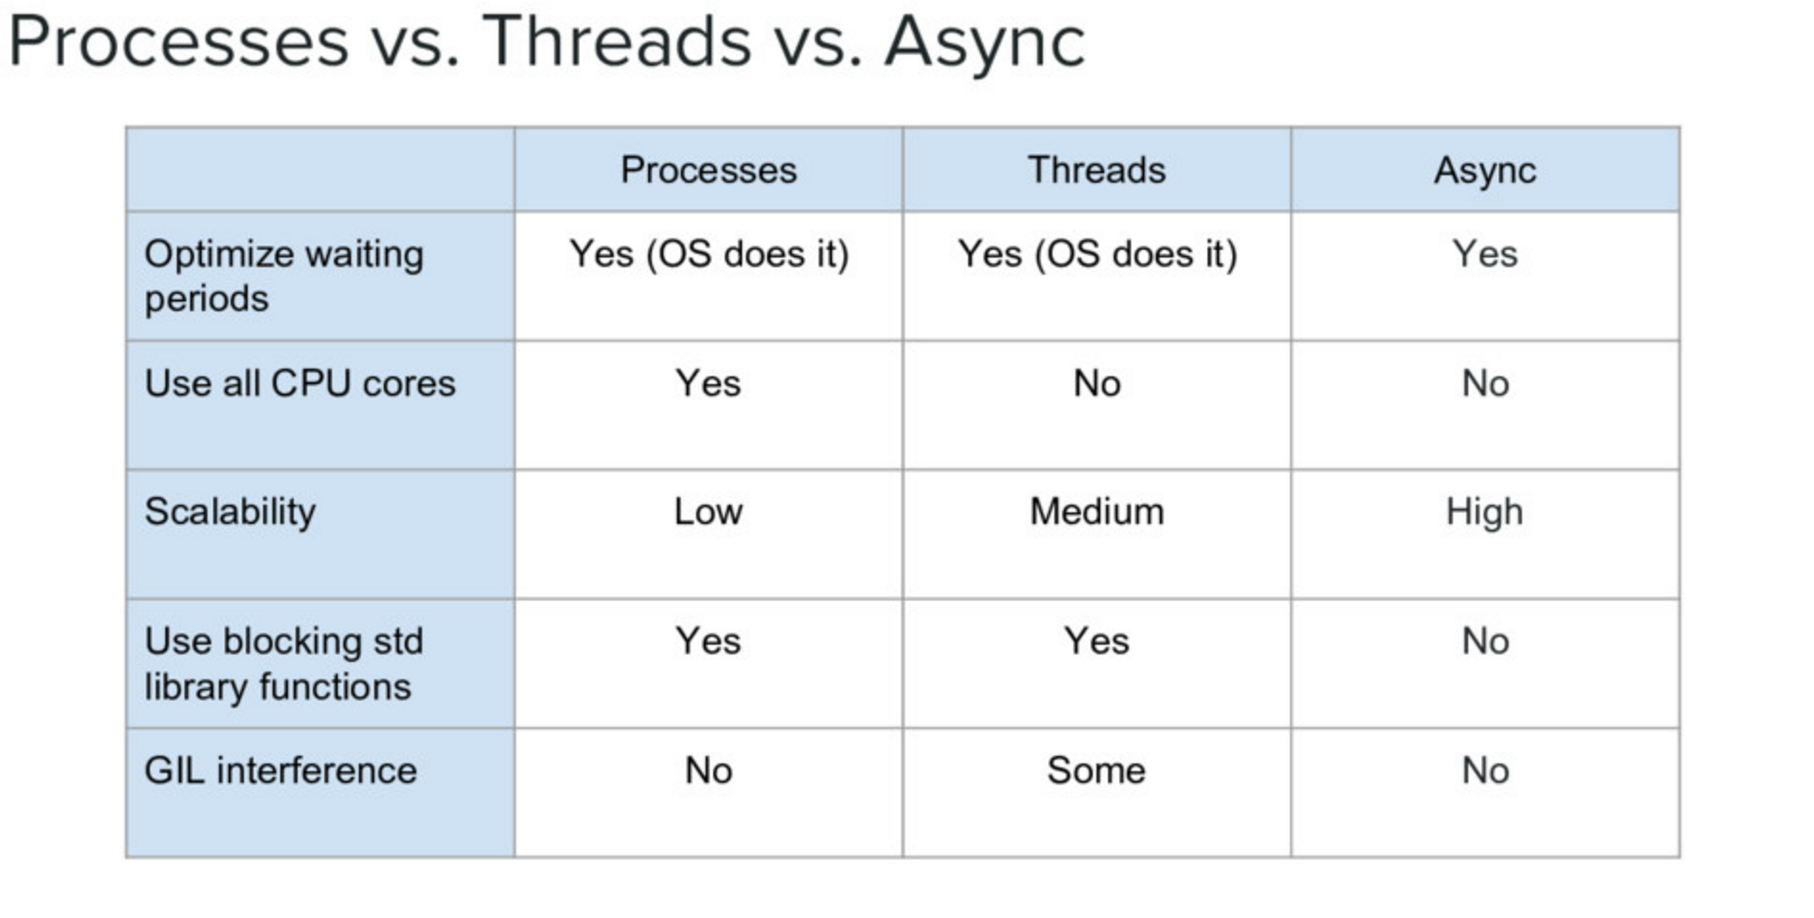 Processes vs. Threads vs. Async
Processes Threads Async
Optimize waiting periods Yes (OS does it) Yes (OS does it) Yes
Use all CPU cores Yes No No
Scalability Low Medium High
Use blocking std library functions Yes Yes No
GIL interference No Some No